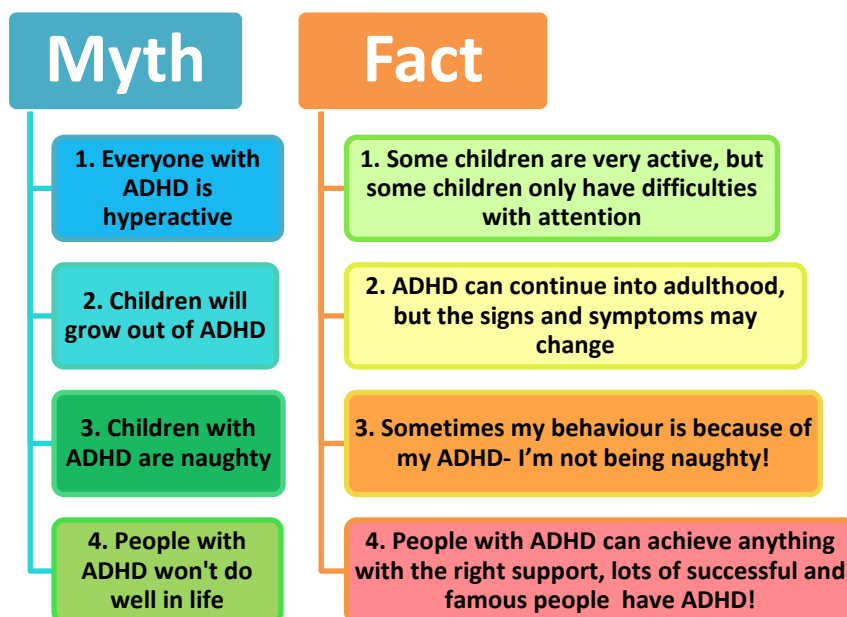 Myth
1. Everyone with
ADHD is
hyperactive
2. Children will
grow out of ADHD
3. Children with
ADHD are naughty
4. People with
ADHD won't do
well in life
Fact
1. Some children are very active, but
some children only have difficulties
with attention
2. ADHD can continue into adulthood,
but the signs and symptoms may
change
3. Sometimes my behaviour is because of
my ADHD- I’m not being naughty!
4. People with ADHD can achieve anything
with the right support, lots of successful and
famous people  have ADHD!